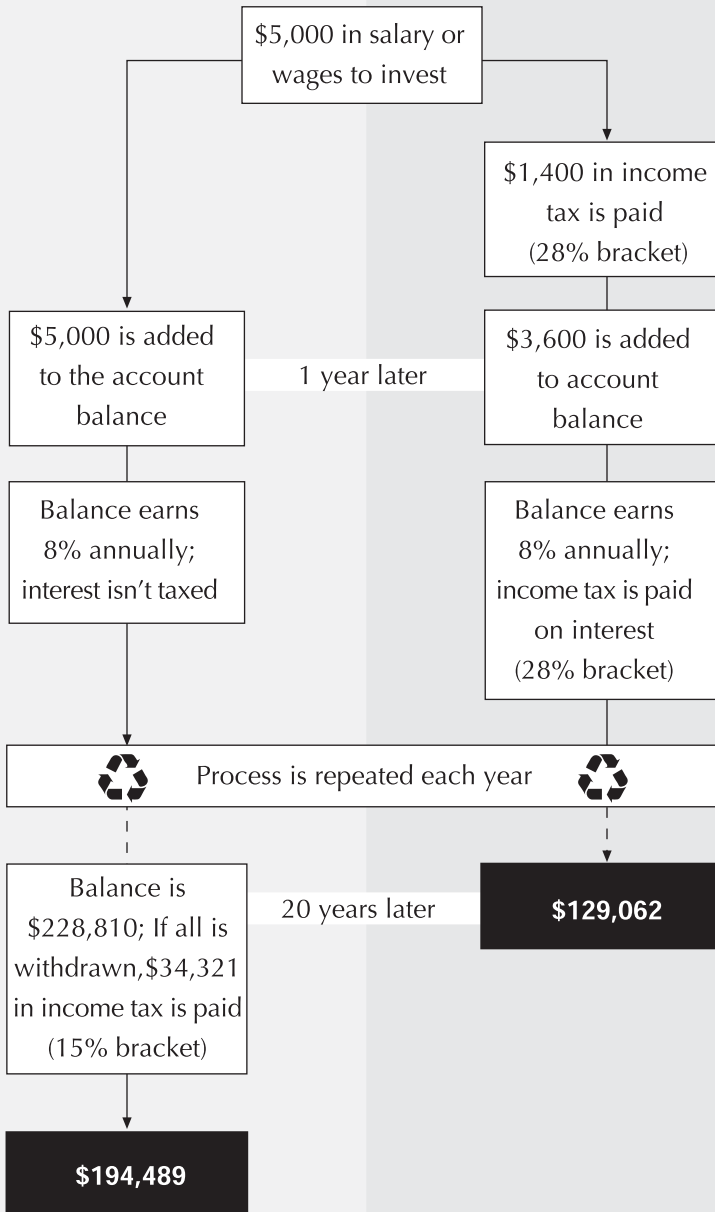 $5,000 in salary or
wages to invest
$1,400 in income
tax is paid
(28% bracket)
$5,000 is added
to the account
balance
1 year later
$3,600 is added
to account
balance
Balance earns
8% annually;
interest isn’t taxed
Balance earns
8% annually;
income tax is paid
on interest
(28% bracket)
Process is repeated each year
Balance is
$228,810; If all is
withdrawn,$34,321
in income tax is paid
(15% bracket)
20 years later
$129,062
$194,489